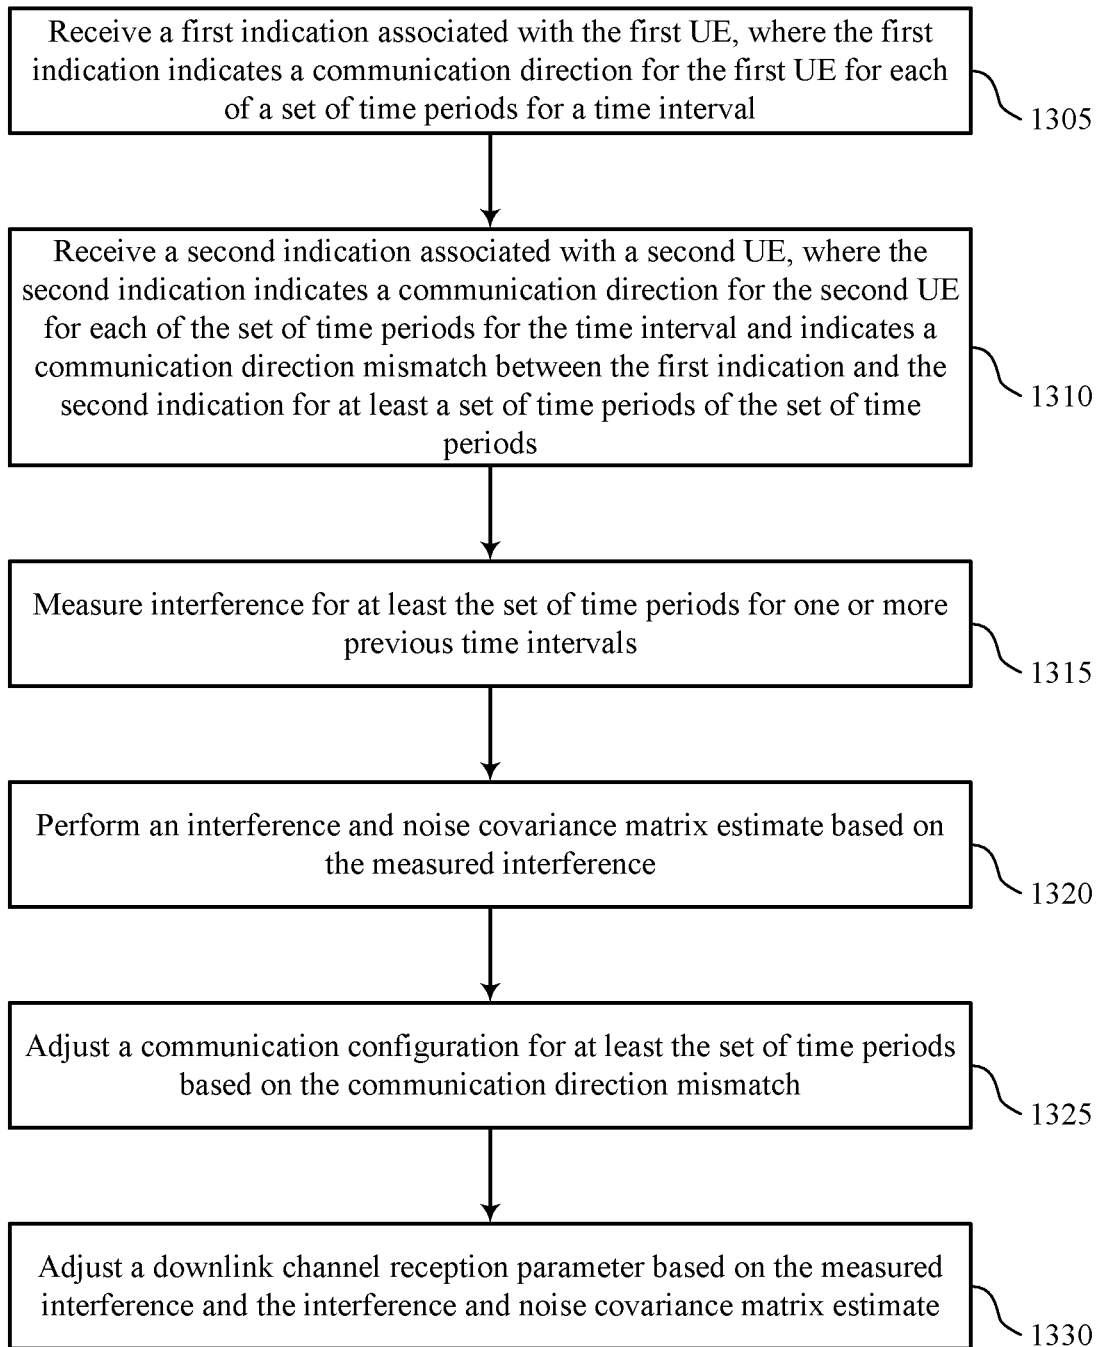 Receive a first indication associated with the first UE, where the first
indication indicates a communication direction for the first UE for each
of a set of time periods for a time interval
1305
Receive a second indication associated with a second UE, where the
second indication indicates a communication direction for the second UE
for each of the set of time periods for the time interval and indicates a
communication direction mismatch between the first indication and the
second indication for at least a set of time periods of the set of time
periods
1310
Measure interference for at least the set of time periods for one or more
previous time intervals
1315
Perform an interference and noise covariance matrix estimate based on
the measured interference
1320
Adjust a communication configuration for at least the set of time periods
based on the communication direction mismatch
1325
Adjust a downlink channel reception parameter based on the measured
interference and the interference and noise covariance matrix estimate
1330